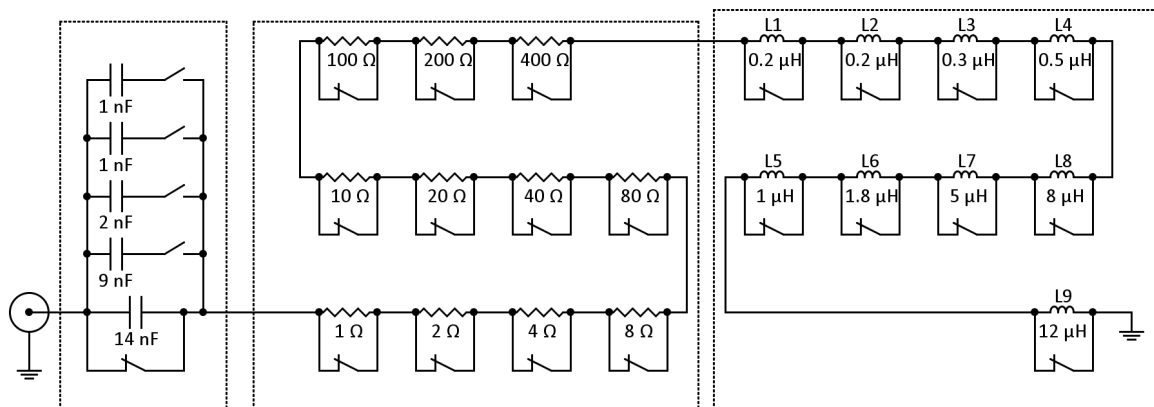 L1 L2 L3 L4
100 Ω 200 Ω 400 Ω 0.2 µH 0.2 µH 0.3 µH 0.5 µH
1 nF
1 nF
L5 L6 L7 L8
10 Ω 20 Ω 40 Ω 80 Ω 1 µH 1.8 µH 5 µH 8 µH
2 nF
9 nF
L9
14 nF 1 Ω 2 Ω 4 Ω 8 Ω 12 µH